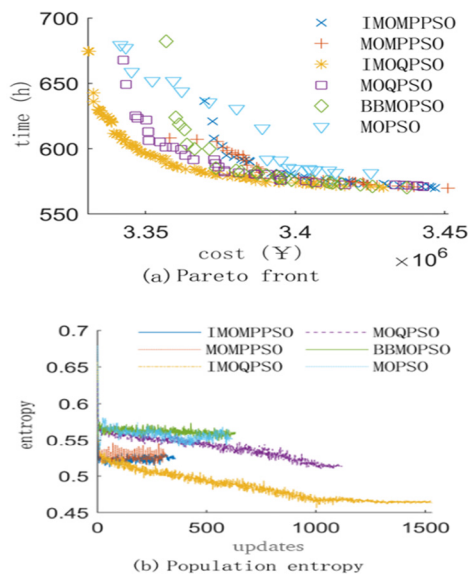 700
650
600
550
time (h)
IMOMPPSO
MOMPPSO
IMOQPSO
MOQPSO
BBMOPSO
MOPSO
3.35 3.4 3.45
cost (￥) ×10⁶
(a) Pareto front
0.7
0.65
0.6
0.55
0.5
0.45
entropy
IMOMPPSO MOQPSO
MOMPPSO BBMOPSO
IMOQPSO MOPSO
0 500 1000 1500
updates
(b) Population entropy